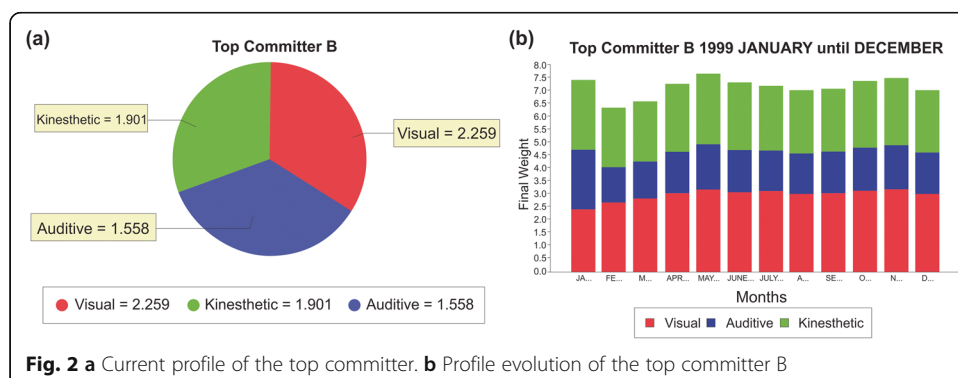 (a)
Top Committer B
Kinesthetic = 1.901
Visual = 2.259
Auditive = 1.558
Visual = 2.259 Kinesthetic = 1.901 Auditive = 1.558
(b)
Top Committer B 1999 JANUARY until DECEMBER
Final Weight
8.0
7.5
7.0
6.5
6.0
5.5
5.0
4.5
4.0
3.5
3.0
2.5
2.0
1.5
1.0
0.5
0.0
JA... FE... M... APR... MAY... JUNE... JULY... A... SE... O... N... D...
Months
Visual Auditive Kinesthetic
Fig. 2 a Current profile of the top committer. b Profile evolution of the top committer B